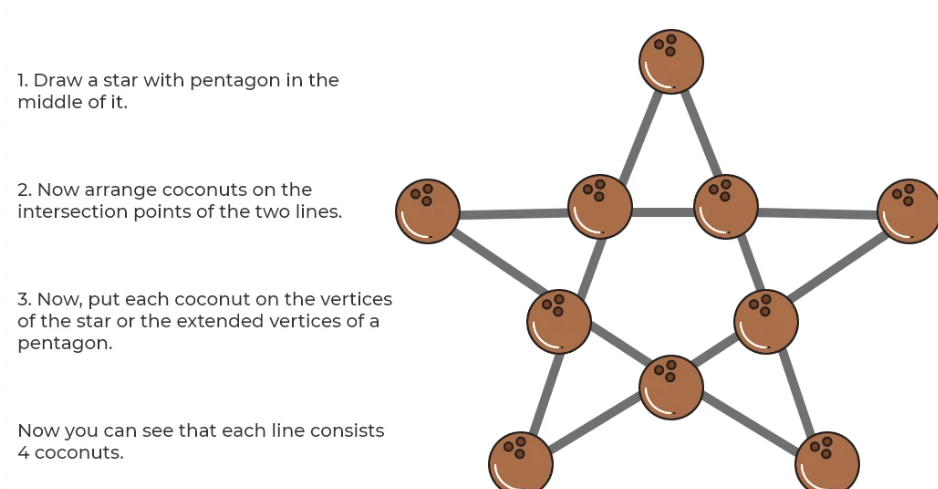 1. Draw a star with pentagon in the
middle of it.
2. Now arrange coconuts on the
intersection points of the two lines.
3. Now, put each coconut on the vertices
of the star or the extended vertices of a
pentagon.
Now you can see that each line consists
4 coconuts.